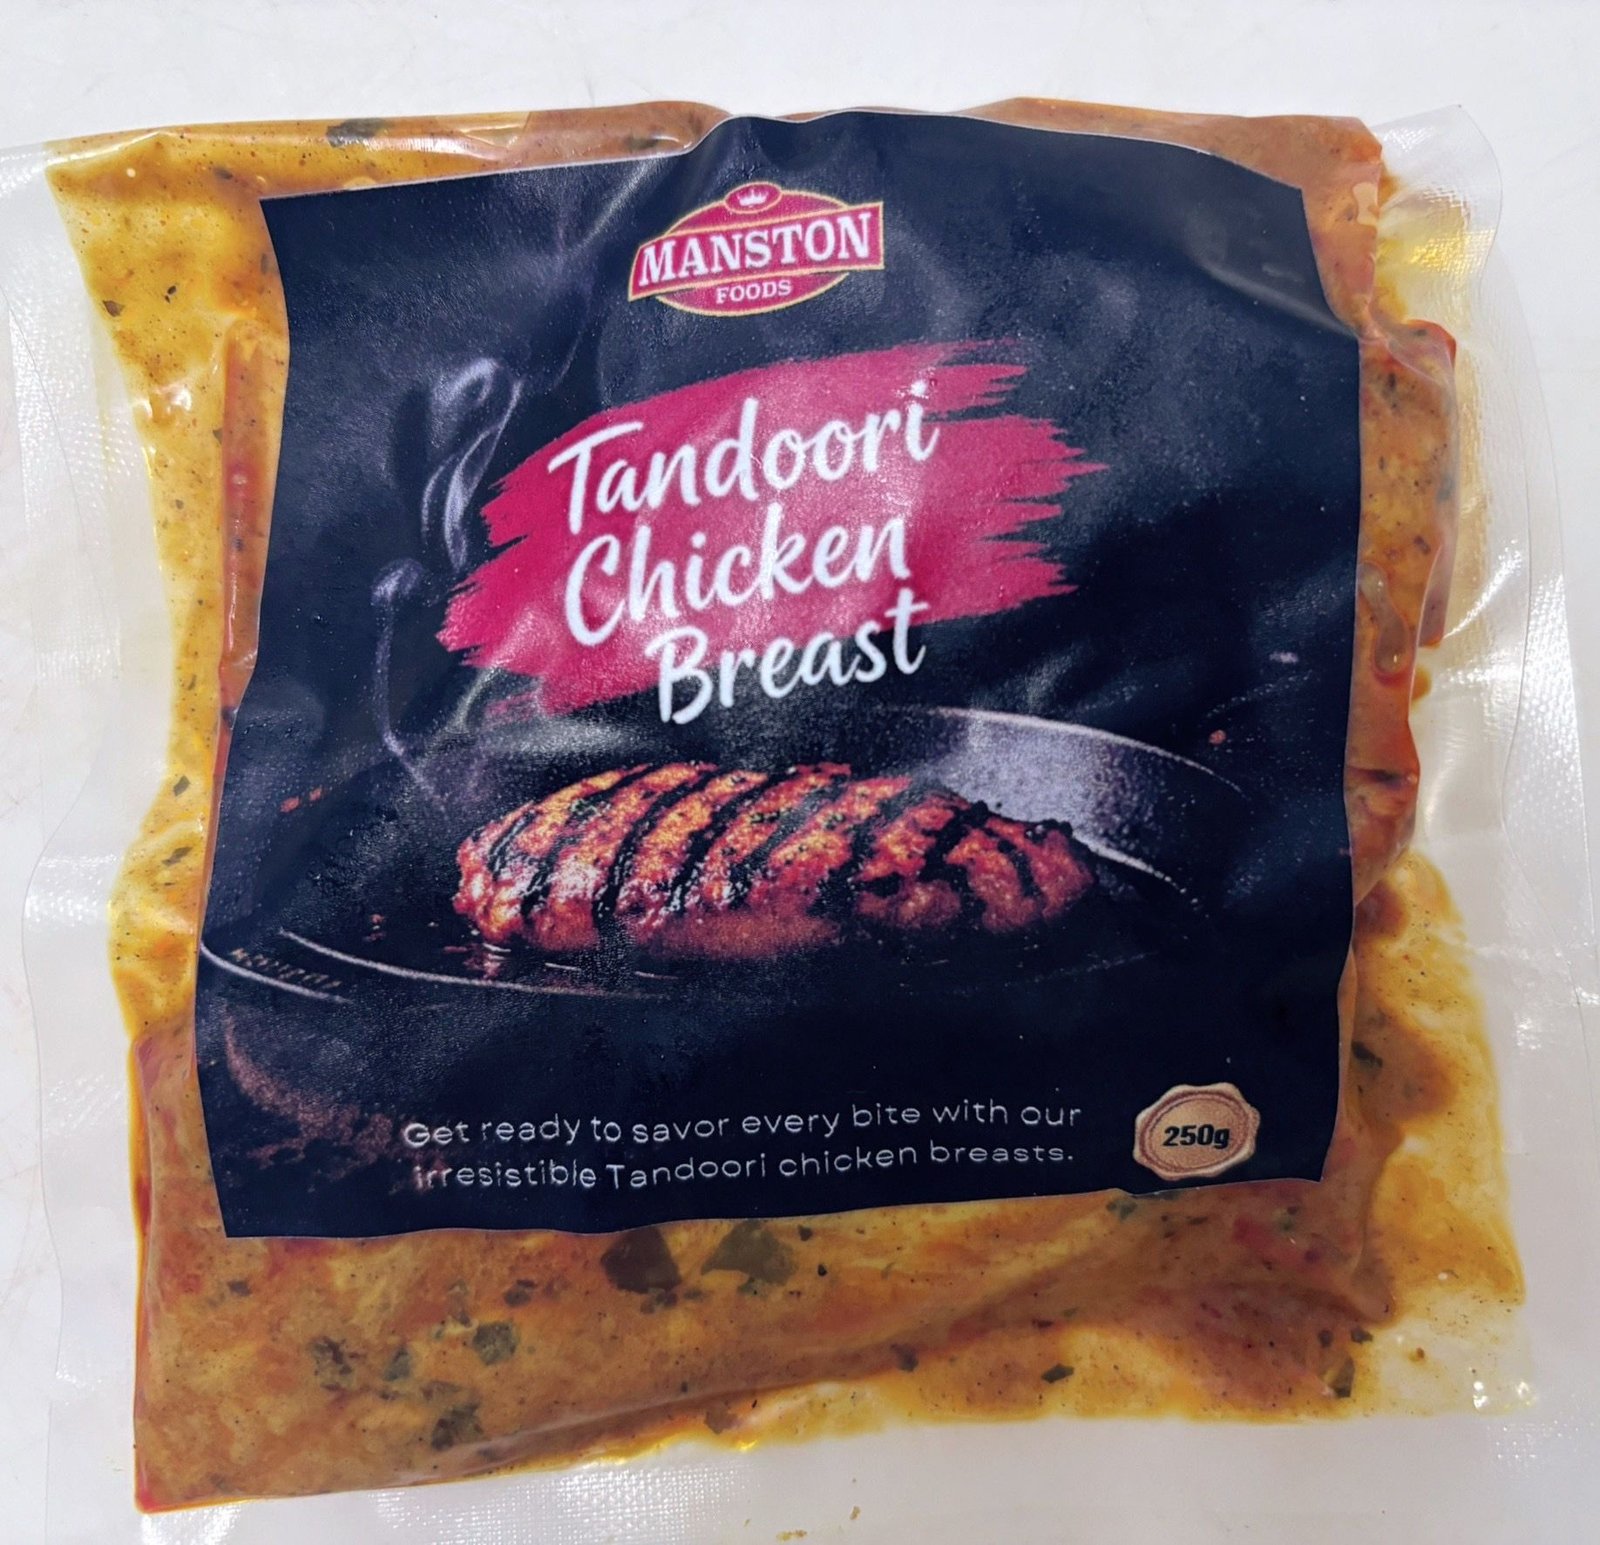 MANSTON
FOODS
Tandoori
Chicken
Breast
Get ready to savor every bite with our
irresistible Tandoori chicken breasts.
250g